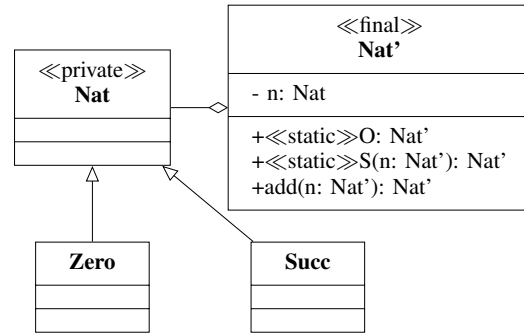 ≪private≫
Nat
≪final≫
Nat’
- n: Nat
+≪static≫O: Nat’
+≪static≫S(n: Nat’): Nat’
+add(n: Nat’): Nat’
Zero
Succ